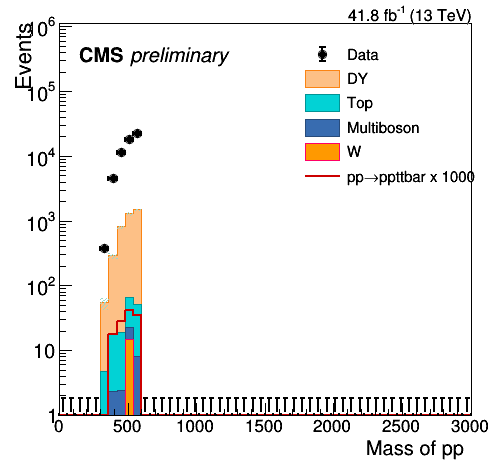 41.8 fb⁻¹ (13 TeV)
Events
CMS preliminary
Data
DY
Top
Multiboson
W
pp→ppttbar x 1000
10⁶
10⁵
10⁴
10³
10²
10
1
0 500 1000 1500 2000 2500 3000
Mass of pp